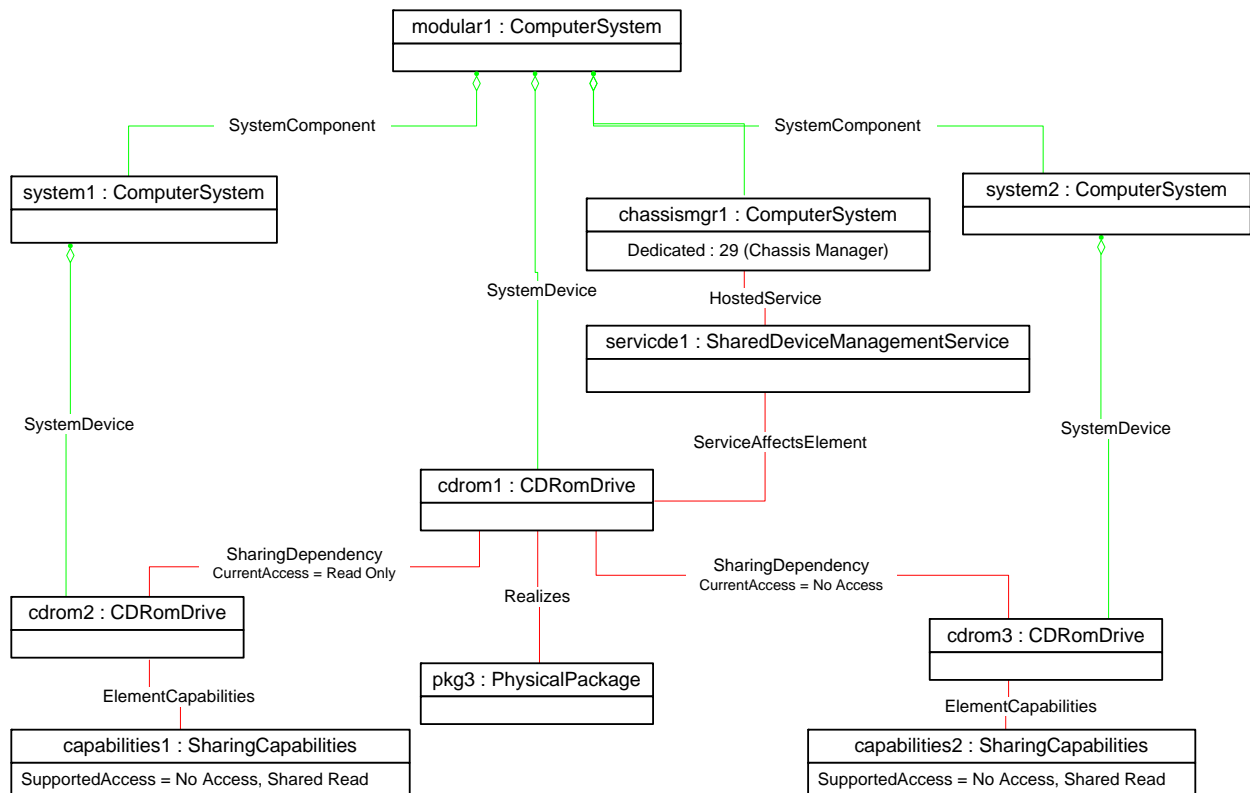 modular1 : ComputerSystem
SystemComponent
SystemComponent
system1 : ComputerSystem
system2 : ComputerSystem
chassismgr1 : ComputerSystem
Dedicated : 29 (Chassis Manager)
SystemDevice
HostedService
servicde1 : SharedDeviceManagementService
SystemDevice
SystemDevice
ServiceAffectsElement
cdrom1 : CDRomDrive
SharingDependency
CurrentAccess = Read Only
SharingDependency
CurrentAccess = No Access
Realizes
cdrom2 : CDRomDrive
cdrom3 : CDRomDrive
pkg3 : PhysicalPackage
ElementCapabilities
ElementCapabilities
capabilities1 : SharingCapabilities
SupportedAccess = No Access, Shared Read
capabilities2 : SharingCapabilities
SupportedAccess = No Access, Shared Read